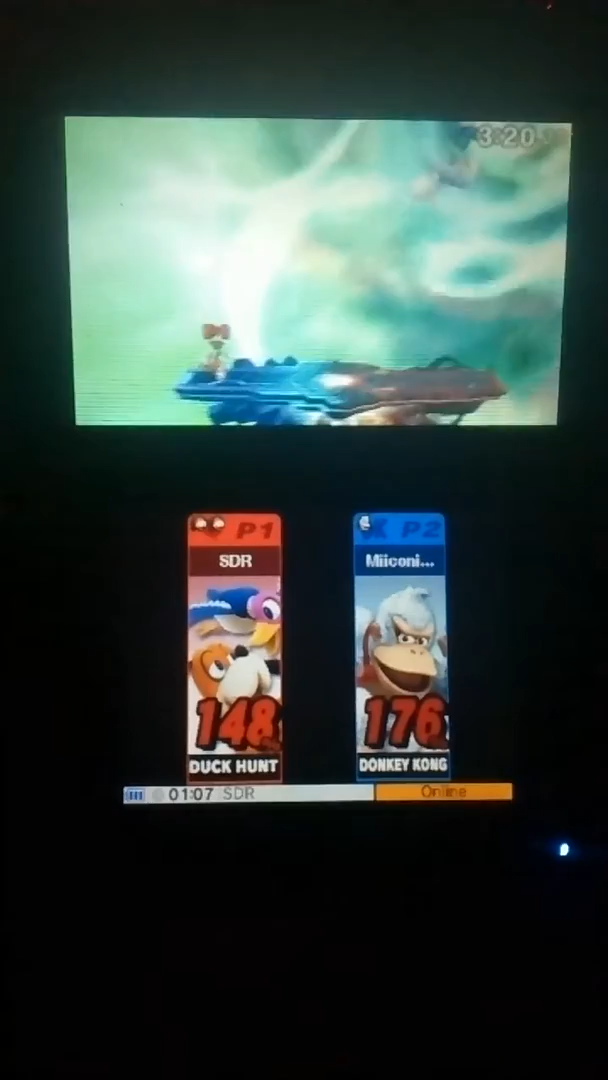 3:20
P1 P2
SDR Miiconi...
148 176
DUCK HUNT DONKEY KONG
01:07 SDR Online